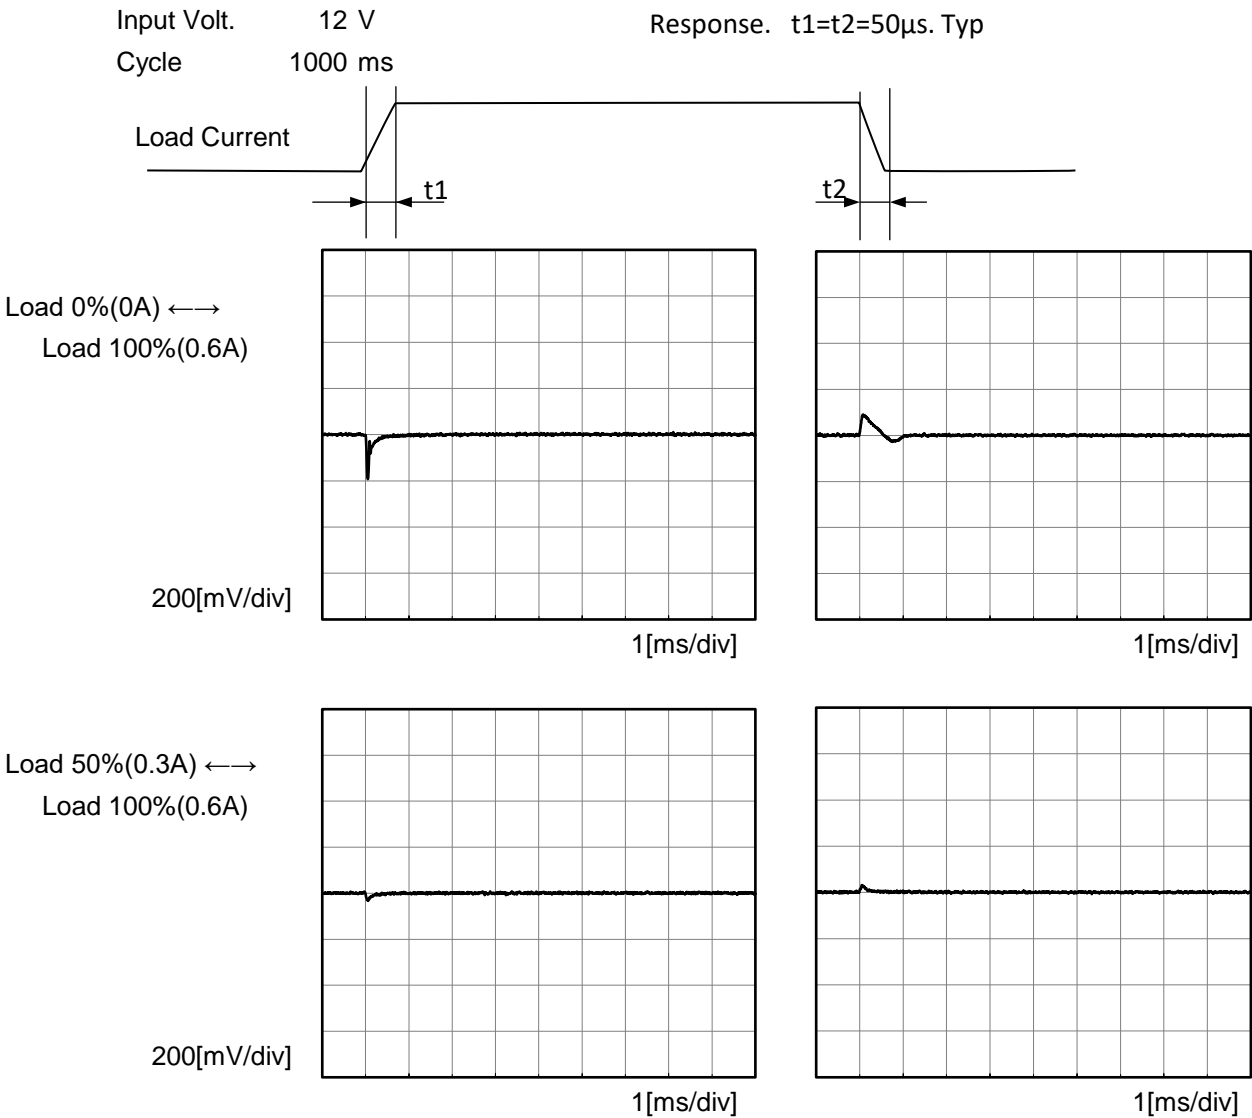 Input Volt. 12 V
Response. t1=t2=50µs. Typ
Cycle 1000 ms
Load Current
t1
t2
Load 0%(0A) ←→
Load 100%(0.6A)
200[mV/div]
1[ms/div]
1[ms/div]
Load 50%(0.3A) ←→
Load 100%(0.6A)
200[mV/div]
1[ms/div]
1[ms/div]